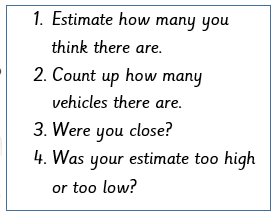 1. Estimate how many you
think there are.
2. Count up how many
vehicles there are.
3. Were you close?
4. Was your estimate too high
or too low?